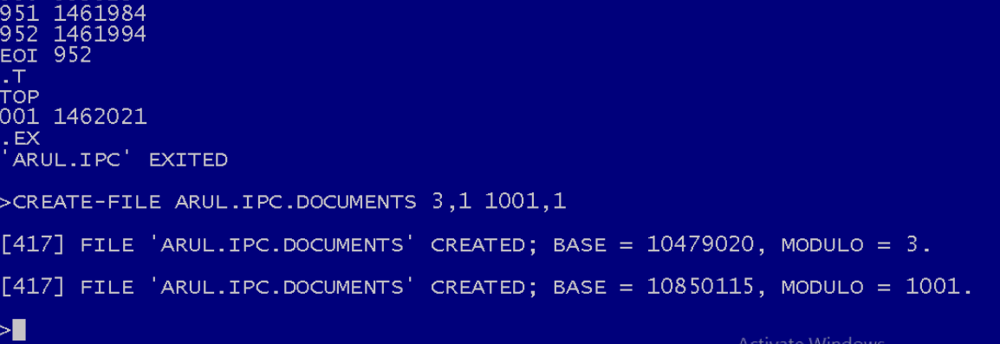 951 1461984
952 1461994
EOI 952
.T
TOP
001 1462021
.EX
'ARUL.IPC' EXITED
>CREATE-FILE ARUL.IPC.DOCUMENTS 3,1 1001,1
[417] FILE 'ARUL.IPC.DOCUMENTS' CREATED; BASE = 10479020, MODULO = 3.
[417] FILE 'ARUL.IPC.DOCUMENTS' CREATED; BASE = 10850115, MODULO = 1001.
>
Activate Windows